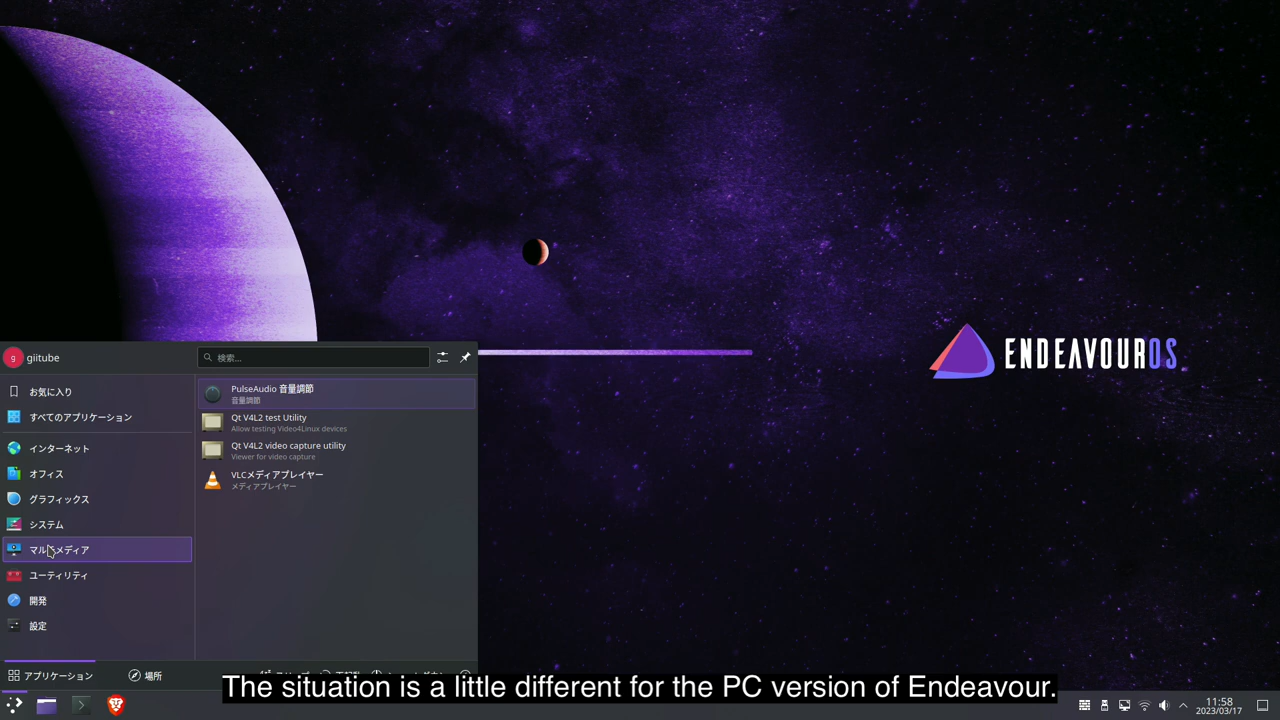 ENDEAVOUROS
g giitube
検索...
お気に入り
すべてのアプリケーション
インターネット
オフィス
グラフィックス
システム
マルチメディア
ユーティリティ
開発
設定
PulseAudio 音量調節
音量調節
Qt V4L2 test Utility
Allow testing Video4Linux devices
Qt V4L2 video capture utility
Viewer for video capture
VLCメディアプレイヤー
メディアプレイヤー
アプリケーション
場所
The situation is a little different for the PC version of Endeavour.
11:58
2023/03/17